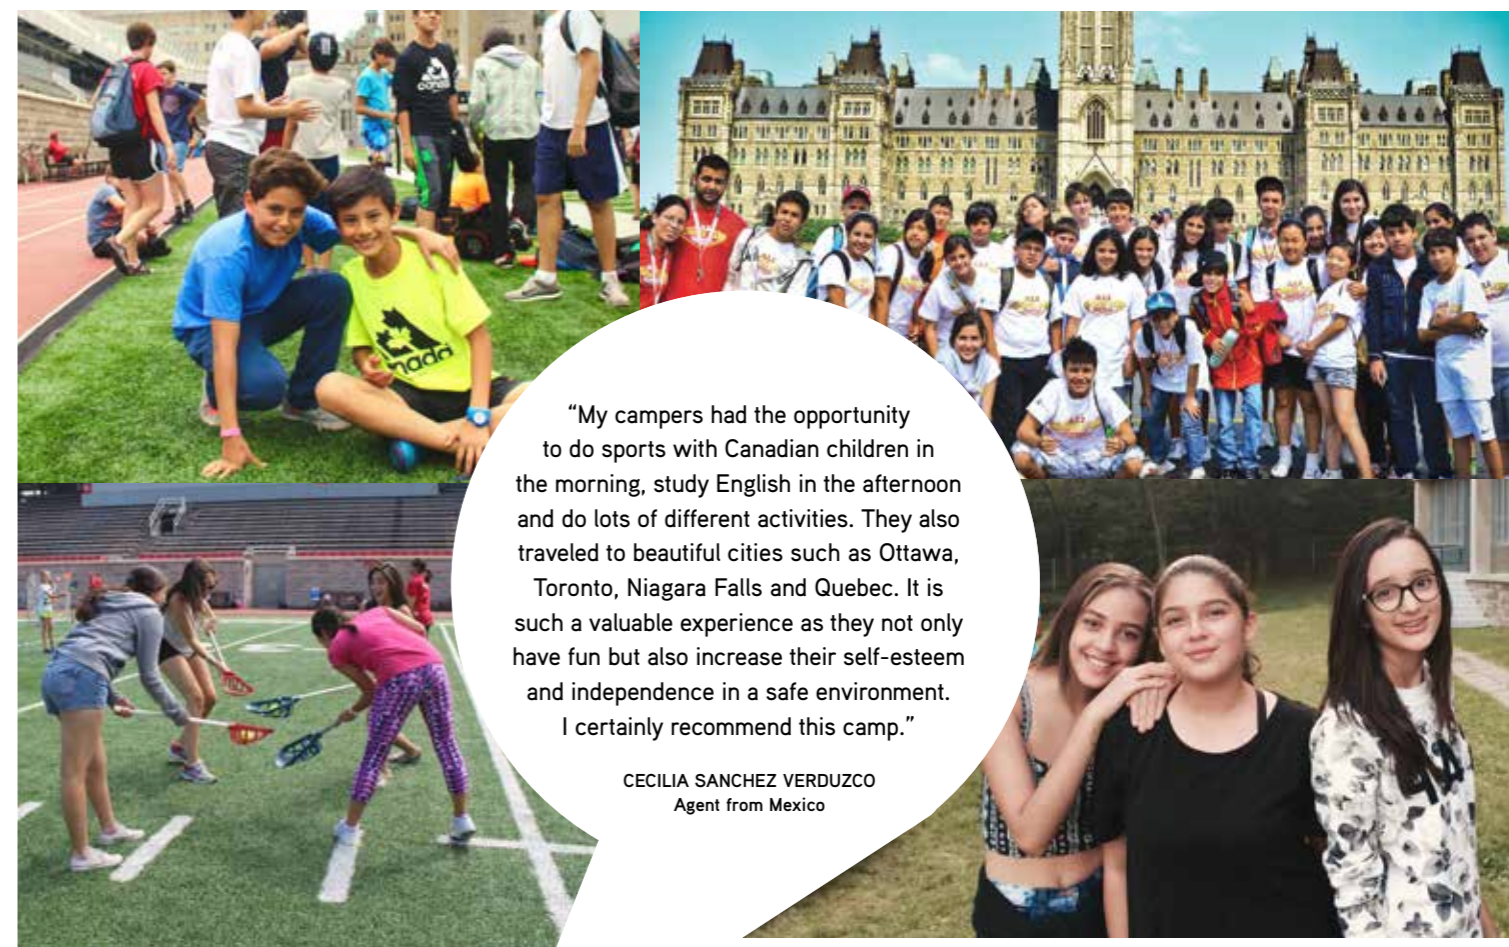 canada
nada
“My campers had the opportunity
to do sports with Canadian children in
the morning, study English in the afternoon
and do lots of different activities. They also
traveled to beautiful cities such as Ottawa,
Toronto, Niagara Falls and Quebec. It is
such a valuable experience as they not only
have fun but also increase their self-esteem
and independence in a safe environment.
I certainly recommend this camp.”
CECILIA SANCHEZ VERDUZCO
Agent from Mexico